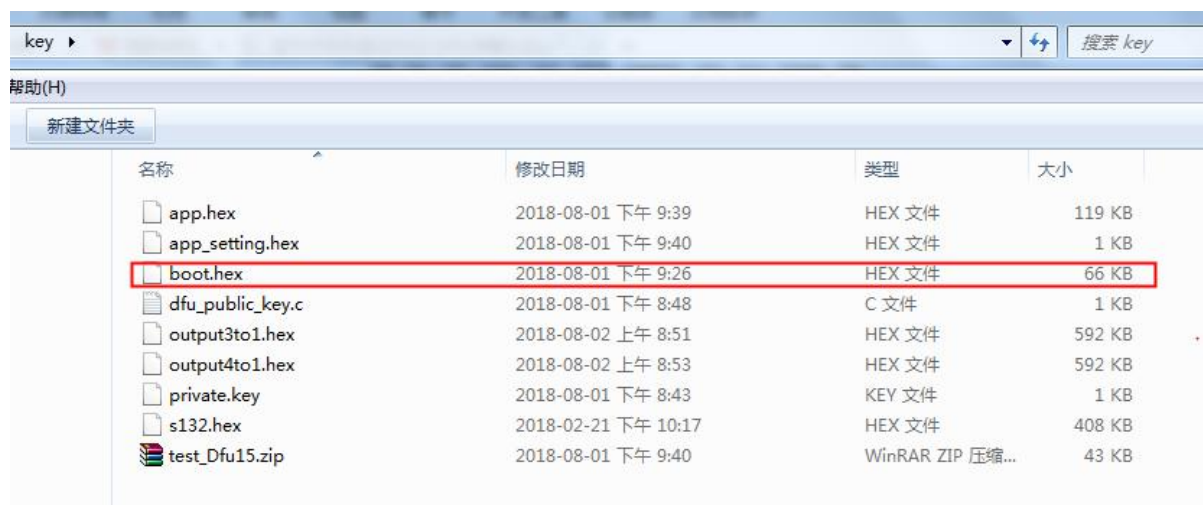 key
搜索 key
帮助(H)
新建文件夹
名称 修改日期 类型 大小
app.hex 2018-08-01 下午 9:39 HEX 文件 119 KB
app_setting.hex 2018-08-01 下午 9:40 HEX 文件 1 KB
boot.hex 2018-08-01 下午 9:26 HEX 文件 66 KB
dfu_public_key.c 2018-08-01 下午 8:48 C 文件 1 KB
output3to1.hex 2018-08-02 上午 8:51 HEX 文件 592 KB
output4to1.hex 2018-08-02 上午 8:53 HEX 文件 592 KB
private.key 2018-08-01 下午 8:43 KEY 文件 1 KB
s132.hex 2018-02-21 下午 10:17 HEX 文件 408 KB
test_Dfu15.zip 2018-08-01 下午 9:40 WinRAR ZIP 压缩... 43 KB